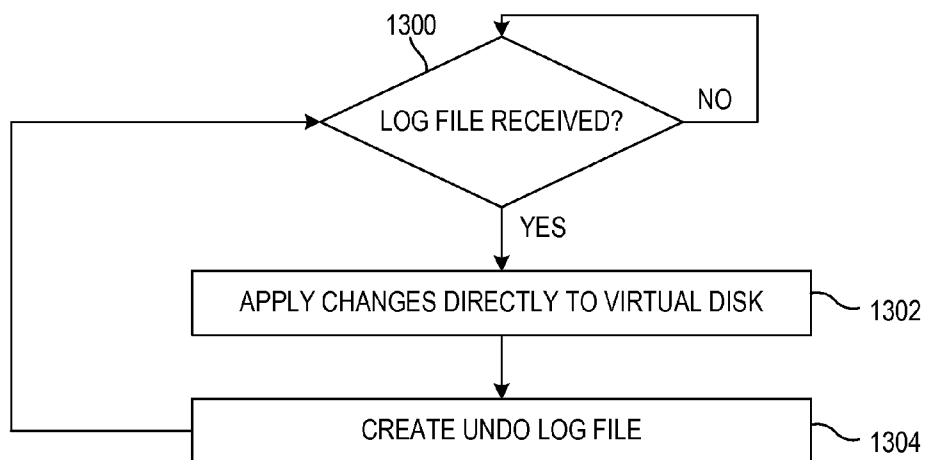 1300
LOG FILE RECEIVED?
NO
YES
APPLY CHANGES DIRECTLY TO VIRTUAL DISK
1302
CREATE UNDO LOG FILE
1304